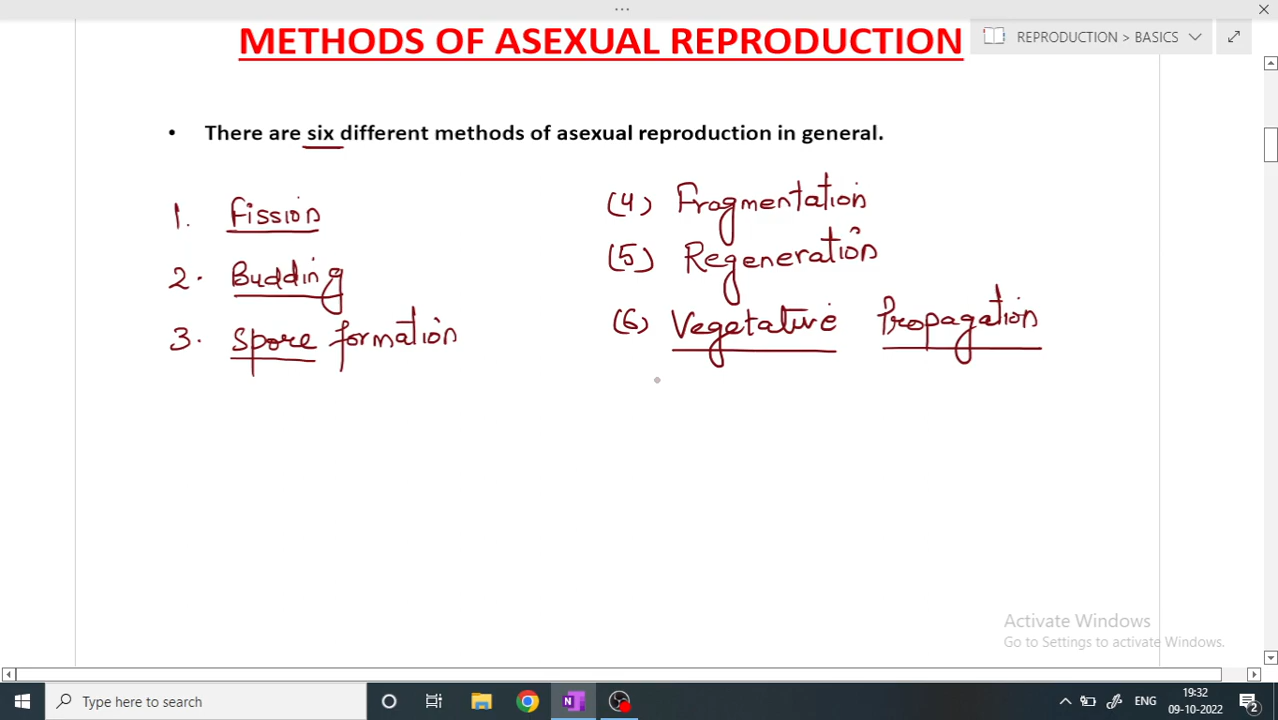 METHODS OF ASEXUAL REPRODUCTION
REPRODUCTION > BASICS
• There are six different methods of asexual reproduction in general.
1. Fission
2. Budding
3. Spore formation
(4) Fragmentation
(5) Regeneration
(6) Vegetative Propagation
Activate Windows
Go to Settings to activate Windows.
Type here to search
ENG
19:32
09-10-2022
2